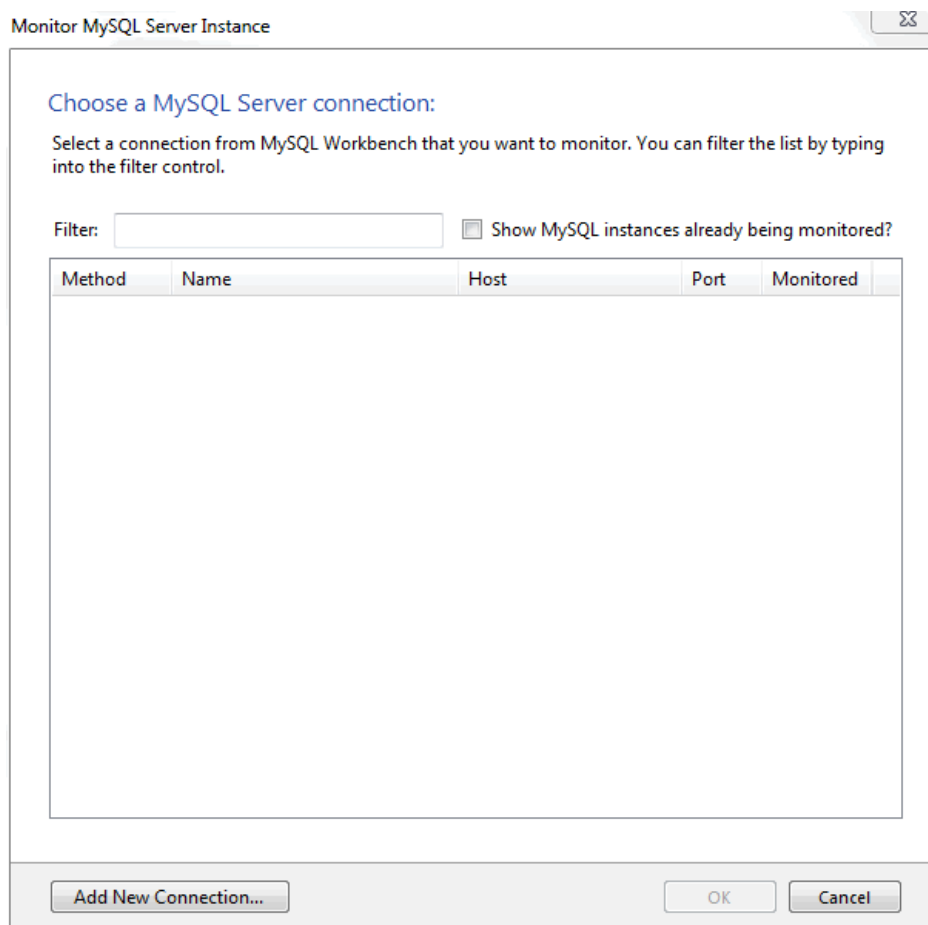 Monitor MySQL Server Instance
Choose a MySQL Server connection:
Select a connection from MySQL Workbench that you want to monitor. You can filter the list by typing
into the filter control.
Filter: Show MySQL instances already being monitored?
Method Name Host Port Monitored
Add New Connection... OK Cancel